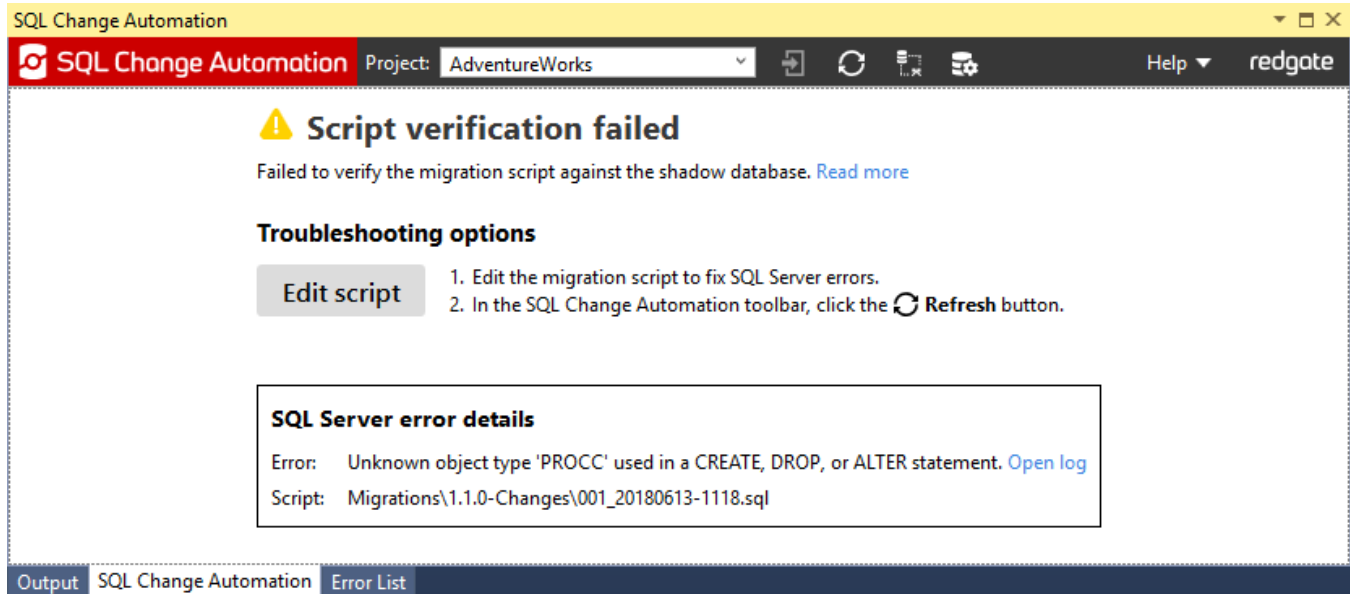 SQL Change Automation
SQL Change Automation Project: AdventureWorks Help redgate
Script verification failed
Failed to verify the migration script against the shadow database. Read more
Troubleshooting options
Edit script
1. Edit the migration script to fix SQL Server errors.
2. In the SQL Change Automation toolbar, click the Refresh button.
SQL Server error details
Error: Unknown object type 'PROCC' used in a CREATE, DROP, or ALTER statement. Open log
Script: Migrations\1.1.0-Changes\001_20180613-1118.sql
Output SQL Change Automation Error List